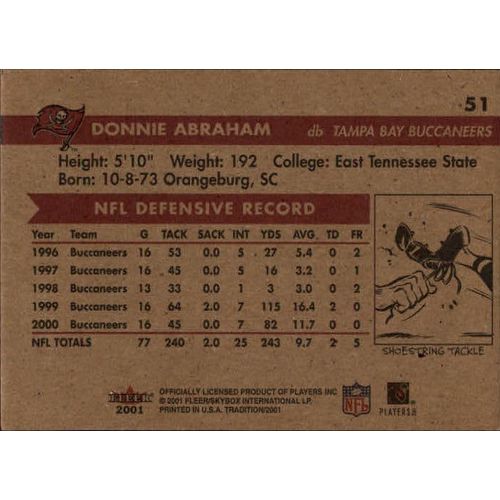 51
DONNIE ABRAHAM db TAMPA BAY BUCCANEERS
Height: 5'10" Weight: 192 College: East Tennessee State
Born: 10-8-73 Orangeburg, SC
NFL DEFENSIVE RECORD
Year Team G TACK SACK INT YDS AVG. TD FR
1996 Buccaneers 16 53 0.0 5 27 5.4 0 2
1997 Buccaneers 16 45 0.0 5 16 3.2 0 1
1998 Buccaneers 13 33 0.0 1 3 3.0 0 2
1999 Buccaneers 16 64 2.0 7 115 16.4 2 0
2000 Buccaneers 16 45 0.0 7 82 11.7 0 0
NFL TOTALS 77 240 2.0 25 243 9.7 2 5
SHOESTRING TACKLE
FLEER
2001
OFFICIALLY LICENSED PRODUCT OF PLAYERS INC
© 2001 FLEER/SKYBOX INTERNATIONAL LP.
PRINTED IN U.S.A. TRADITION/2001
NFL
PLAYERS